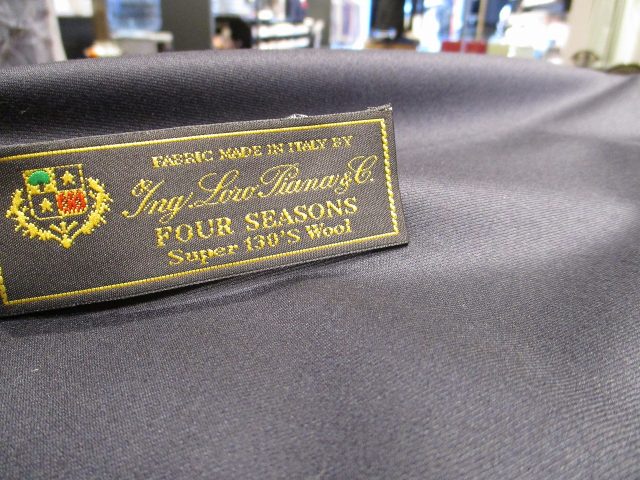 FABRIC MADE IN ITALY BY
Ing. Loro Piana & C.
FOUR SEASONS
Super 130'S Wool